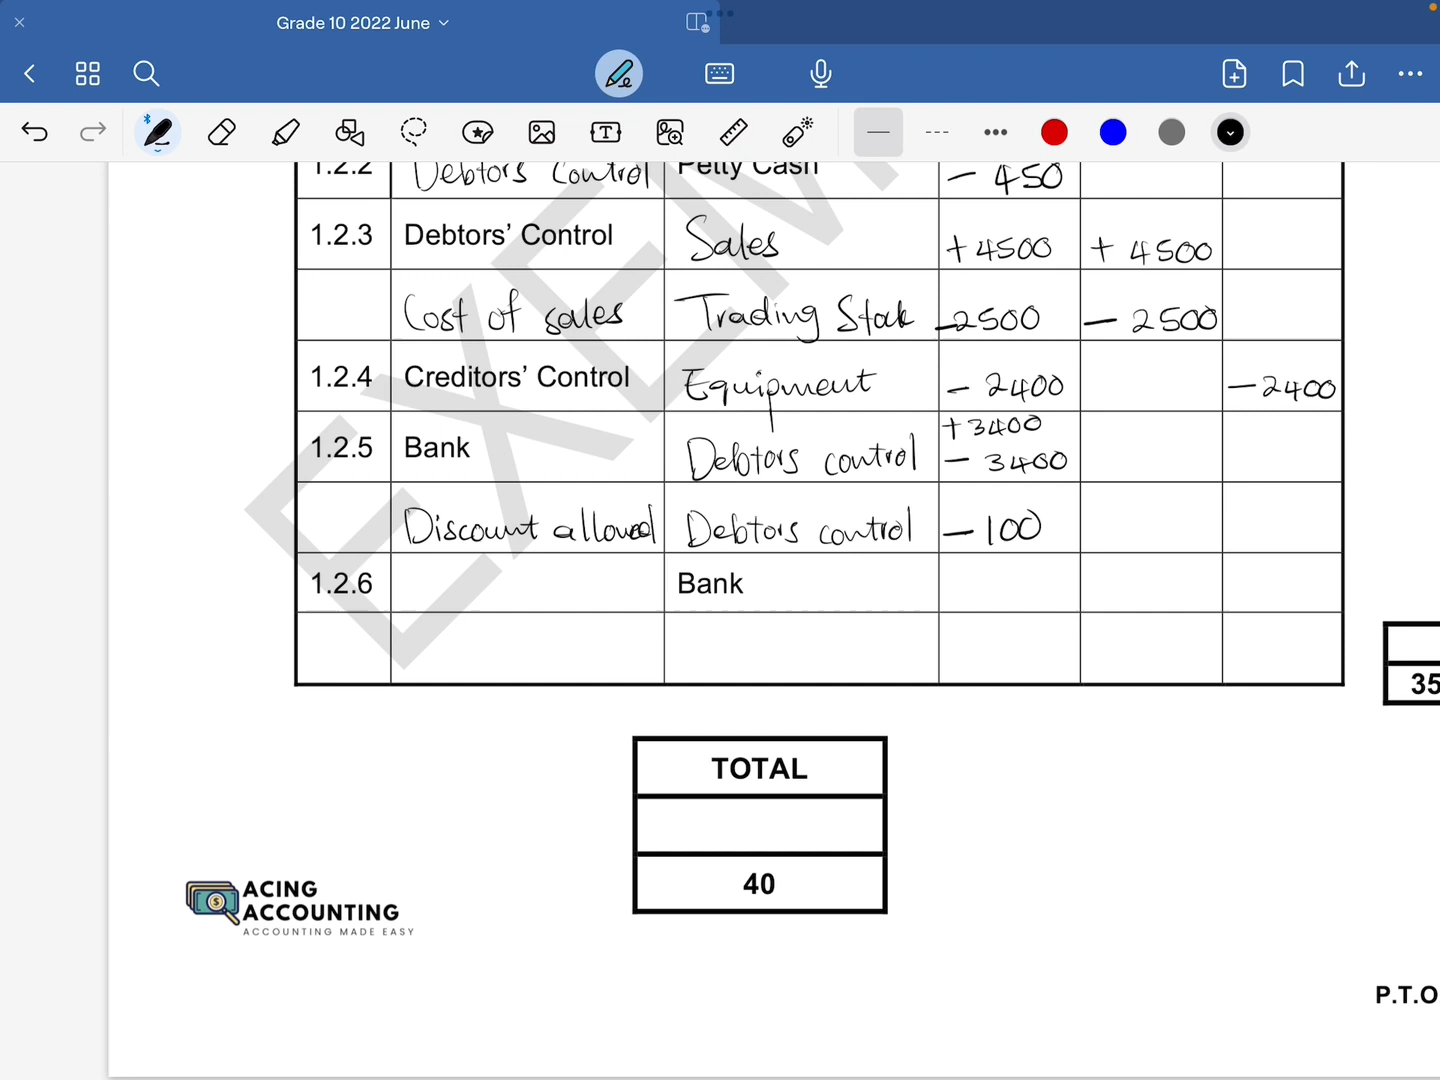 Grade 10 2022 June
1.2.2 Debtors Control Petty Cash - 450
1.2.3 Debtors' Control Sales + 4500 + 4500
Cost of sales Trading Stock - 2500 - 2500
1.2.4 Creditors' Control Equipment - 2400 - 2400
+ 3400
1.2.5 Bank Debtors control - 3400
Discount allowed Debtors control - 100
1.2.6 Bank
35
TOTAL
40
ACING
ACCOUNTING
ACCOUNTING MADE EASY
P.T.O
EXEM